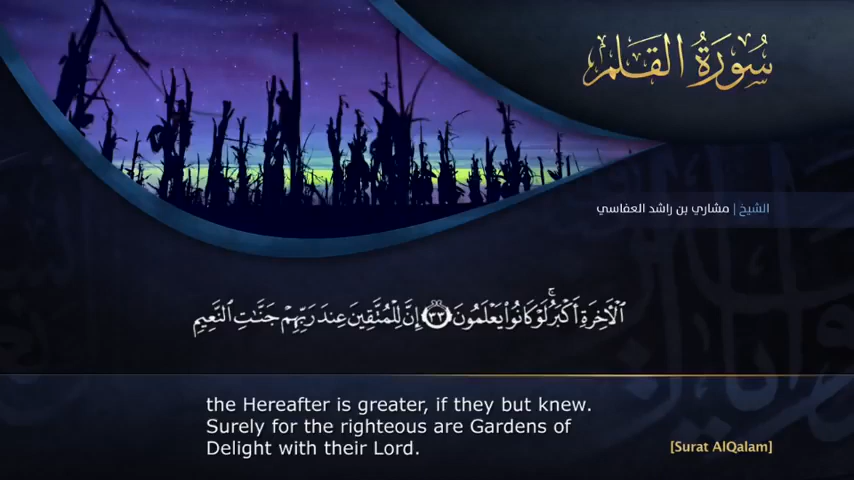 سُورَةُ القَلَم
الشيخ | مشاري بن راشد العفاسي
ٱلْأَخِرَةِ أَكْبَرُ ۚ لَوْ كَانُوا۟ يَعْلَمُونَ ٣٣ إِنَّ لِلْمُتَّقِينَ عِندَ رَبِّهِمْ جَنَّٰتِ ٱلنَّعِيمِ
the Hereafter is greater, if they but knew.
Surely for the righteous are Gardens of
Delight with their Lord.
[Surat AlQalam]